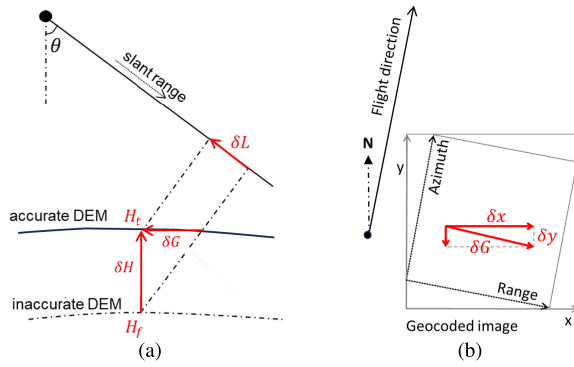 θ
slant range
δL
accurate DEM
H_t
δG
δH
inaccurate DEM
H_f
(a)
Flight direction
N
y
Azimuth
δx
δG
δy
Range
x
Geocoded image
(b)